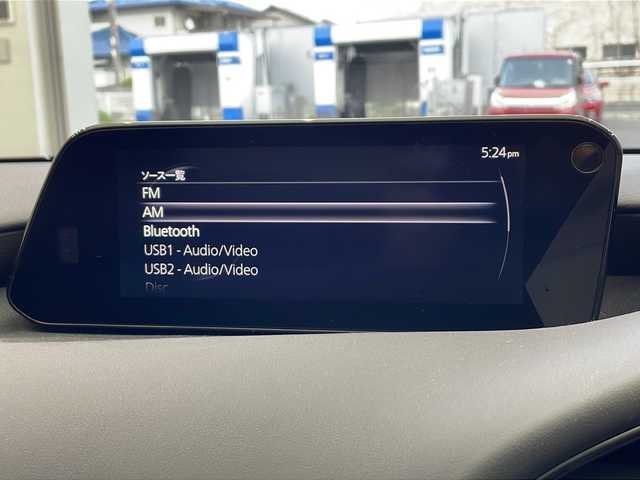 5:24pm
ソース一覧
FM
AM
Bluetooth
USB1 - Audio/Video
USB2 - Audio/Video
Disc